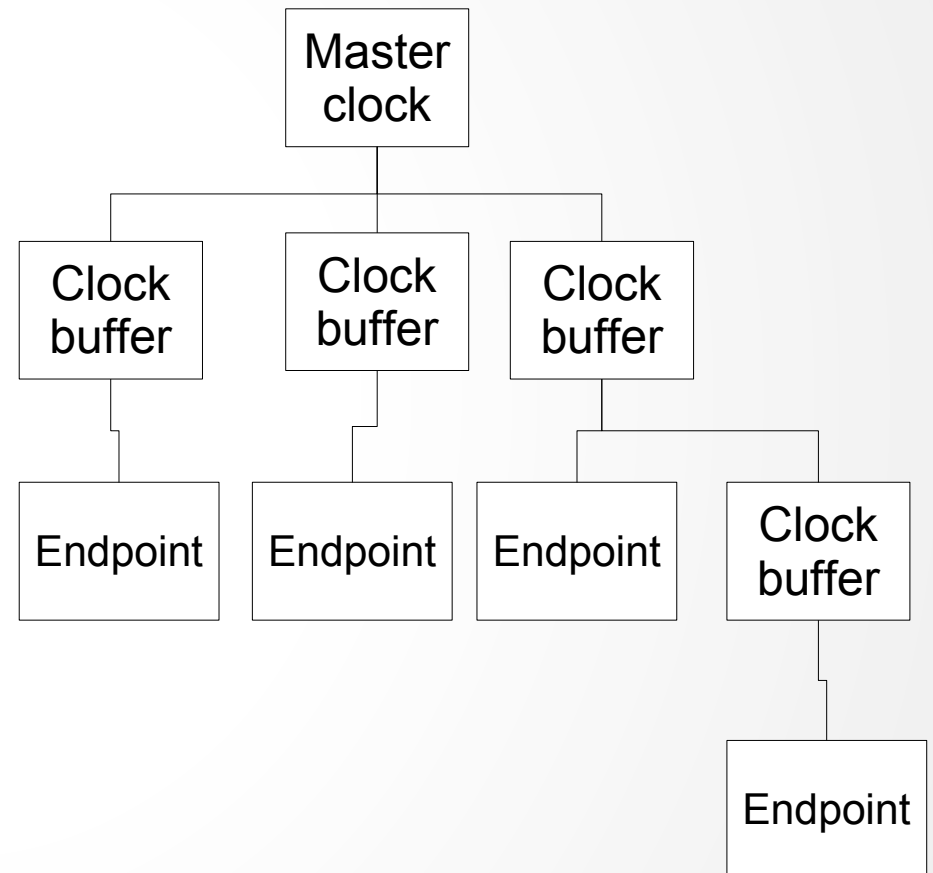 Master
clock
Clock
buffer
Clock
buffer
Clock
buffer
Endpoint
Endpoint
Endpoint
Clock
buffer
Endpoint